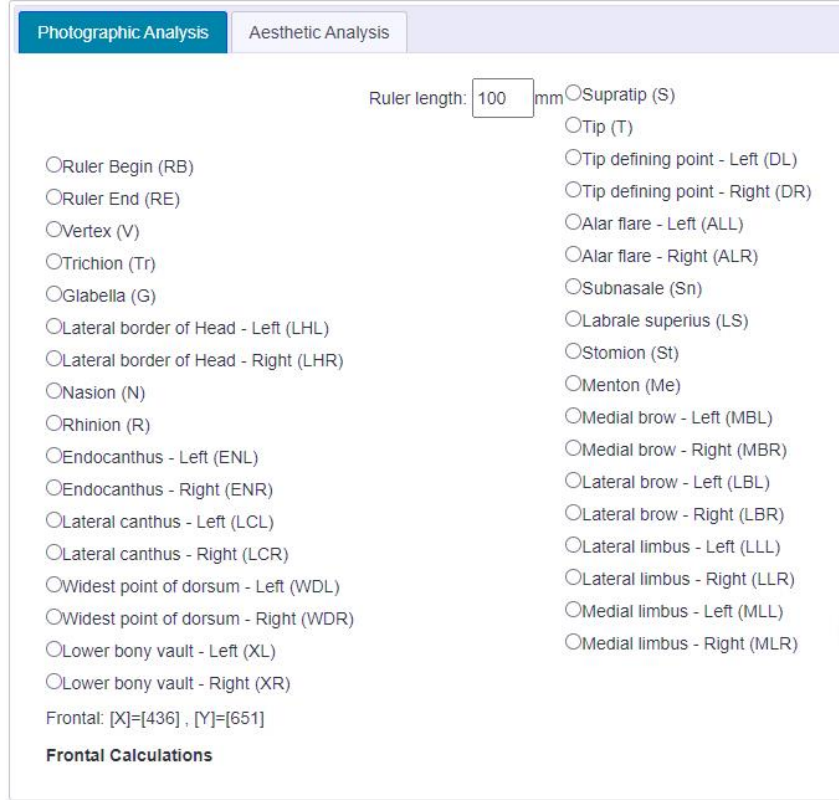 Photographic Analysis
Aesthetic Analysis
Ruler length: 100 mm
Ruler Begin (RB)
Ruler End (RE)
Vertex (V)
Trichion (Tr)
Glabella (G)
Lateral border of Head - Left (LHL)
Lateral border of Head - Right (LHR)
Nasion (N)
Rhinion (R)
Endocanthus - Left (ENL)
Endocanthus - Right (ENR)
Lateral canthus - Left (LCL)
Lateral canthus - Right (LCR)
Widest point of dorsum - Left (WDL)
Widest point of dorsum - Right (WDR)
Lower bony vault - Left (XL)
Lower bony vault - Right (XR)
Supratip (S)
Tip (T)
Tip defining point - Left (DL)
Tip defining point - Right (DR)
Alar flare - Left (ALL)
Alar flare - Right (ALR)
Subnasale (Sn)
Labrale superius (LS)
Stomion (St)
Menton (Me)
Medial brow - Left (MBL)
Medial brow - Right (MBR)
Lateral brow - Left (LBL)
Lateral brow - Right (LBR)
Lateral limbus - Left (LLL)
Lateral limbus - Right (LLR)
Medial limbus - Left (MLL)
Medial limbus - Right (MLR)
Frontal: [X]=[436] , [Y]=[651]
Frontal Calculations